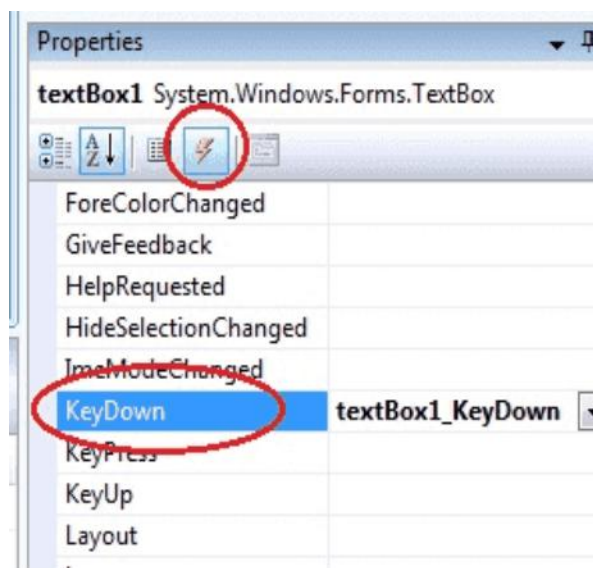 Properties
textBox1 System.Windows.Forms.TextBox
ForeColorChanged
GiveFeedback
HelpRequested
HideSelectionChanged
ImeModeChanged
KeyDown textBox1_KeyDown
KeyPress
KeyUp
Layout